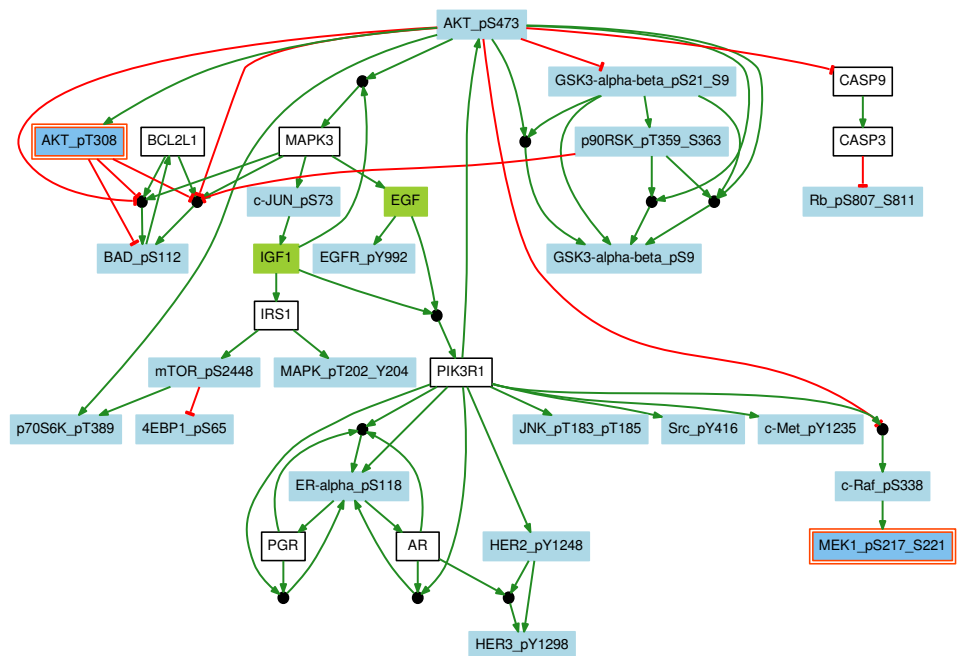 AKT_pS473
GSK3-alpha-beta_pS21_S9
CASP9
AKT_pT308
BCL2L1
MAPK3
p90RSK_pT359_S363
CASP3
c-JUN_pS73
EGF
Rb_pS807_S811
BAD_pS112
IGF1
EGFR_pY992
GSK3-alpha-beta_pS9
IRS1
mTOR_pS2448
MAPK_pT202_Y204
PIK3R1
p70S6K_pT389
4EBP1_pS65
JNK_pT183_pT185
Src_pY416
c-Met_pY1235
ER-alpha_pS118
c-Raf_pS338
PGR
AR
HER2_pY1248
MEK1_pS217_S221
HER3_pY1298